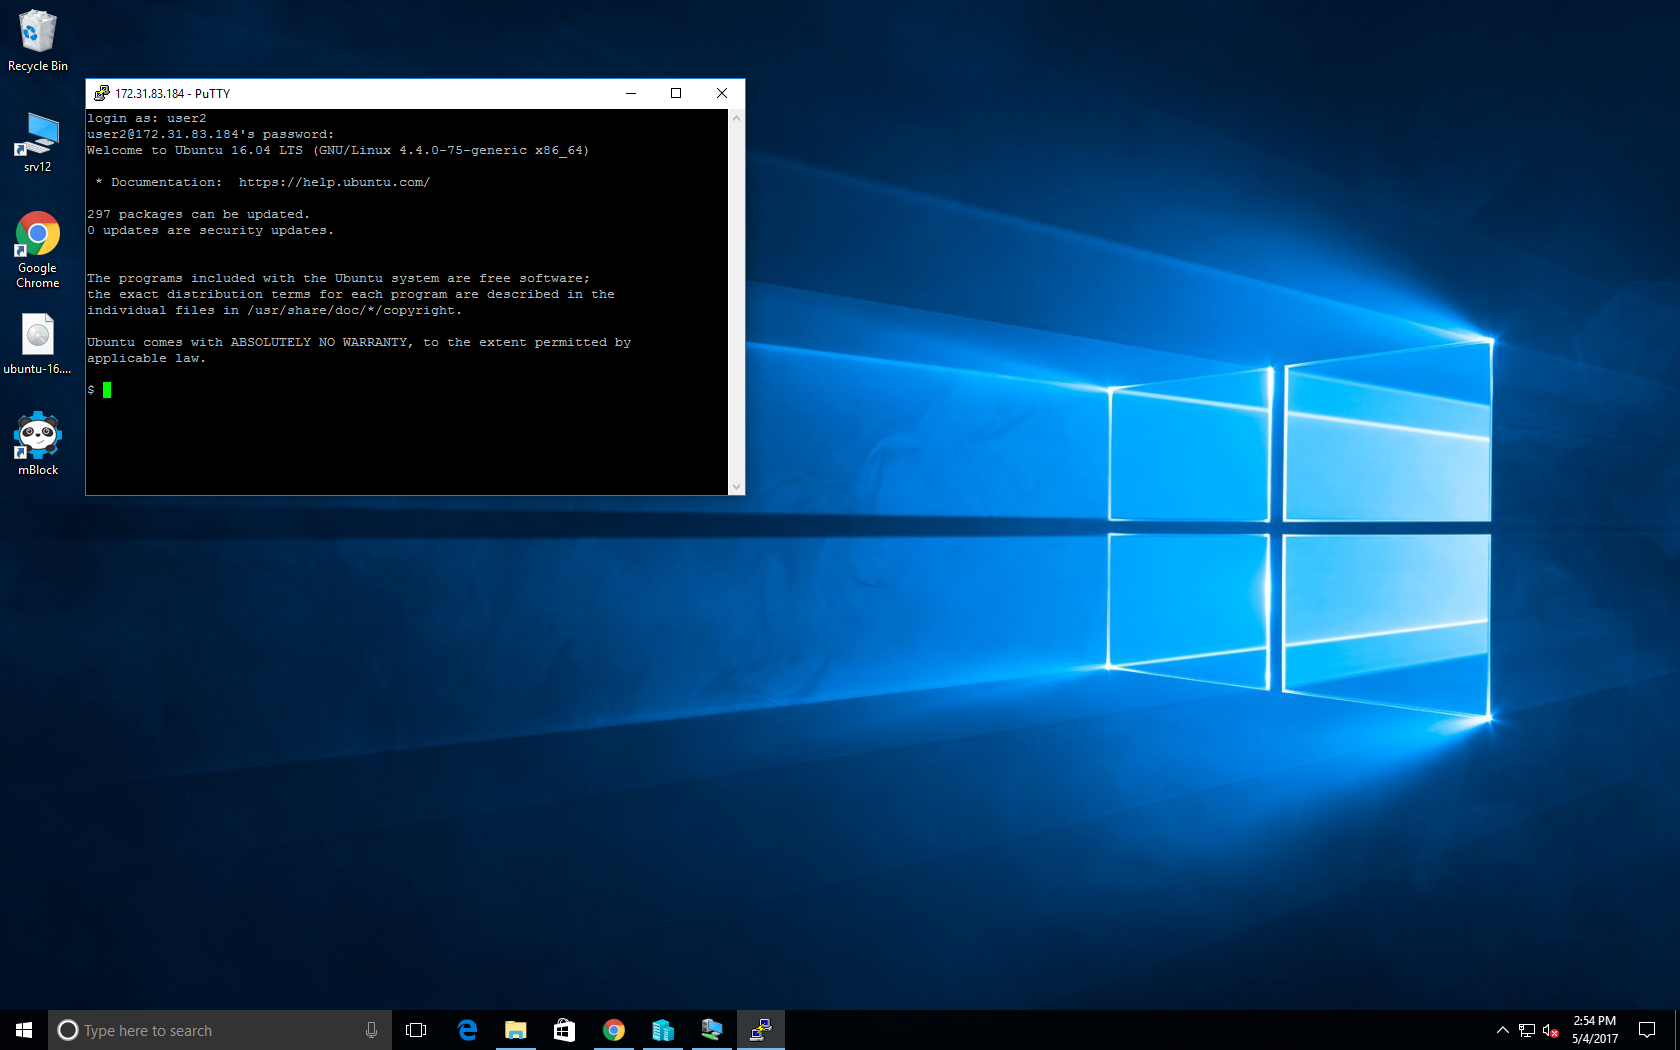 Recycle Bin
srv12
Google
Chrome
ubuntu-16....
mBlock
172.31.83.184 - PuTTY
login as: user2
user2@172.31.83.184's password:
Welcome to Ubuntu 16.04 LTS (GNU/Linux 4.4.0-75-generic x86_64)
* Documentation:  https://help.ubuntu.com/
297 packages can be updated.
0 updates are security updates.
The programs included with the Ubuntu system are free software;
the exact distribution terms for each program are described in the
individual files in /usr/share/doc/*/copyright.
Ubuntu comes with ABSOLUTELY NO WARRANTY, to the extent permitted by
applicable law.
$
Type here to search
2:54 PM
5/4/2017